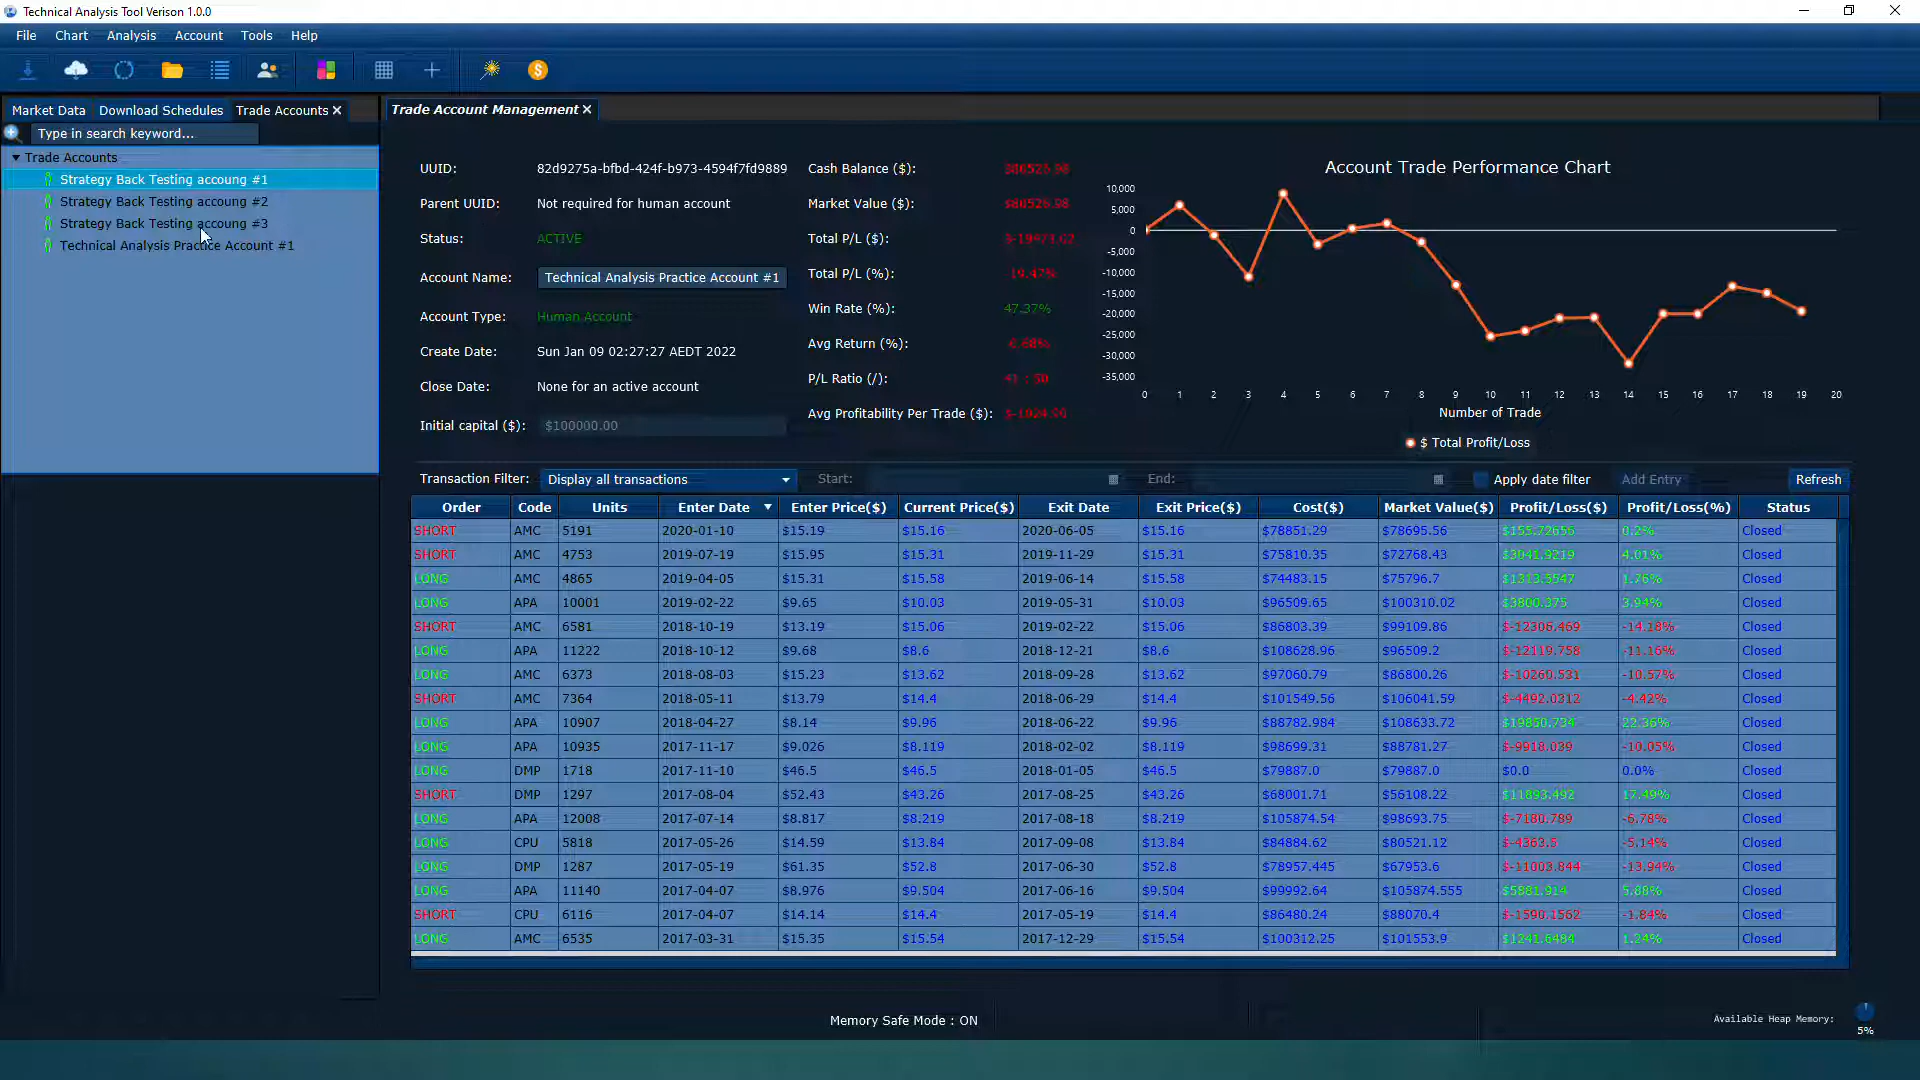 Technical Analysis Tool Verison 1.0.0
File Chart Analysis Account Tools Help
Market Data Download Schedules Trade Accounts
Type in search keyword...
Trade Accounts
Strategy Back Testing accoung #1
Strategy Back Testing accoung #2
Strategy Back Testing accoung #3
Technical Analysis Practice Account #1
Trade Account Management
UUID: 82d9275a-bfbd-424f-b973-4594f7fd9889
Parent UUID: Not required for human account
Status: ACTIVE
Account Name: Technical Analysis Practice Account #1
Account Type: Human Account
Create Date: Sun Jan 09 02:27:27 AEDT 2022
Close Date: None for an active account
Initial capital ($): $100000.00
Cash Balance ($): $80526.98
Market Value ($): $80526.98
Total P/L ($): $-19473.02
Total P/L (%): -19.47%
Win Rate (%): 47.37%
Avg Return (%): -0.68%
P/L Ratio (/): 41 : 50
Avg Profitability Per Trade ($): $-1024.90
Account Trade Performance Chart
10,000
5,000
0
-5,000
-10,000
-15,000
-20,000
-25,000
-30,000
-35,000
0 1 2 3 4 5 6 7 8 9 10 11 12 13 14 15 16 17 18 19 20
Number of Trade
$ Total Profit/Loss
Transaction Filter: Display all transactions Start: End: Apply date filter Add Entry Refresh
Order Code Units Enter Date Enter Price($) Current Price($) Exit Date Exit Price($) Cost($) Market Value($) Profit/Loss($) Profit/Loss(%) Status
SHORT AMC 5191 2020-01-10 $15.19 $15.16 2020-06-05 $15.16 $78851.29 $78695.56 $155.72656 0.2% Closed
SHORT AMC 4753 2019-07-19 $15.95 $15.31 2019-11-29 $15.31 $75810.35 $72768.43 $3041.9219 4.01% Closed
LONG AMC 4865 2019-04-05 $15.31 $15.58 2019-06-14 $15.58 $74483.15 $75796.7 $1313.5547 1.76% Closed
LONG APA 10001 2019-02-22 $9.65 $10.03 2019-05-31 $10.03 $96509.65 $100310.02 $3800.375 3.94% Closed
SHORT AMC 6581 2018-10-19 $13.19 $15.06 2019-02-22 $15.06 $86803.39 $99109.86 $-12306.469 -14.18% Closed
LONG APA 11222 2018-10-12 $9.68 $8.6 2018-12-21 $8.6 $108628.96 $96509.2 $-12119.758 -11.16% Closed
LONG AMC 6373 2018-08-03 $15.23 $13.62 2018-09-28 $13.62 $97060.79 $86800.26 $-10260.531 -10.57% Closed
SHORT AMC 7364 2018-05-11 $13.79 $14.4 2018-06-29 $14.4 $101549.56 $106041.59 $-4492.0312 -4.42% Closed
LONG APA 10907 2018-04-27 $8.14 $9.96 2018-06-22 $9.96 $88782.984 $108633.72 $19850.734 22.36% Closed
LONG APA 10935 2017-11-17 $9.026 $8.119 2018-02-02 $8.119 $98699.31 $88781.27 $-9918.039 -10.05% Closed
LONG DMP 1718 2017-11-10 $46.5 $46.5 2018-01-05 $46.5 $79887.0 $79887.0 $0.0 0.0% Closed
SHORT DMP 1297 2017-08-04 $52.43 $43.26 2017-08-25 $43.26 $68001.71 $56108.22 $11893.492 17.49% Closed
LONG APA 12008 2017-07-14 $8.817 $8.219 2017-08-18 $8.219 $105874.54 $98693.75 $-7180.789 -6.78% Closed
LONG CPU 5818 2017-05-26 $14.59 $13.84 2017-09-08 $13.84 $84884.62 $80521.12 $-4363.5 -5.14% Closed
LONG DMP 1287 2017-05-19 $61.35 $52.8 2017-06-30 $52.8 $78957.445 $67953.6 $-11003.844 -13.94% Closed
LONG APA 11140 2017-04-07 $8.976 $9.504 2017-06-16 $9.504 $99992.64 $105874.555 $5881.914 5.88% Closed
SHORT CPU 6116 2017-04-07 $14.14 $14.4 2017-05-19 $14.4 $86480.24 $88070.4 $-1590.1562 -1.84% Closed
LONG AMC 6535 2017-03-31 $15.35 $15.54 2017-12-29 $15.54 $100312.25 $101553.9 $1241.6484 1.24% Closed
Memory Safe Mode : ON
Available Heap Memory:
5%